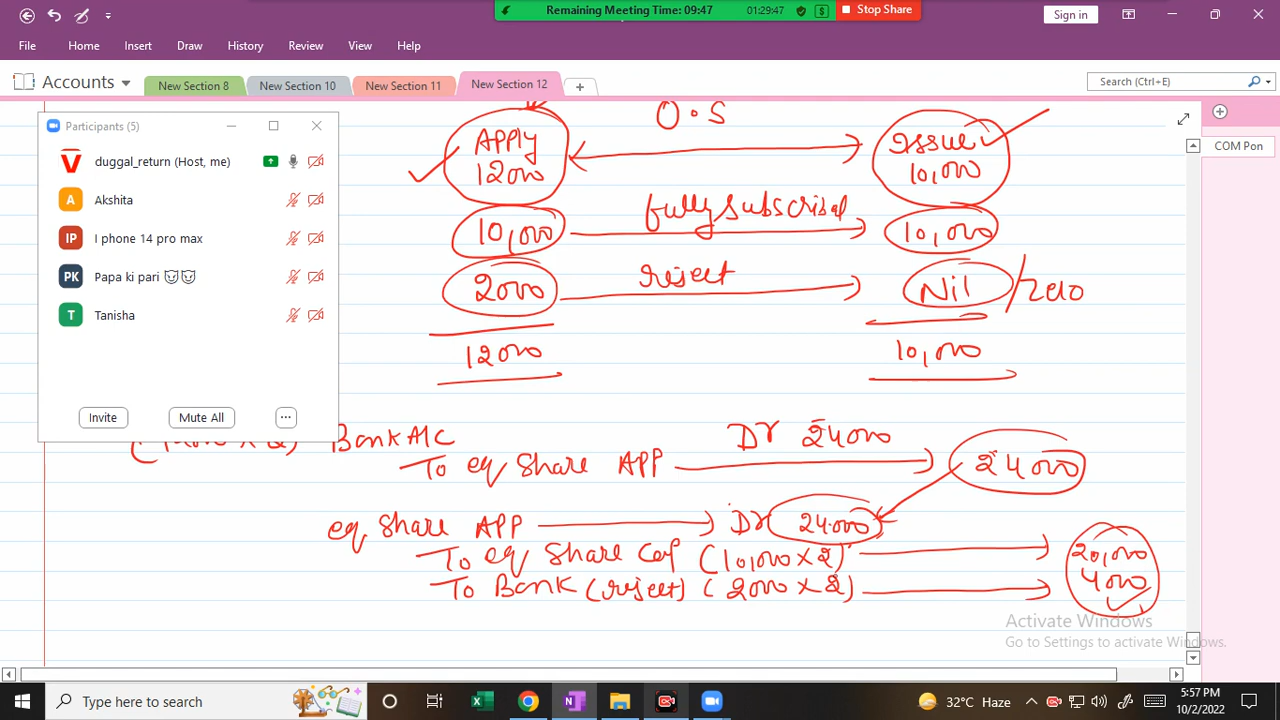 Remaining Meeting Time: 09:47
01:29:47
Stop Share
Sign in
File Home Insert Draw History Review View Help
Accounts
New Section 8
New Section 10
New Section 11
New Section 12
Search (Ctrl+E)
COM Pon
Participants (5)
duggal_return (Host, me)
A Akshita
IP I phone 14 pro max
PK Papa ki pari
T Tanisha
Invite Mute All ...
O.S
Apply 12000
Issue 10,000
10,000 fully subscribed 10,000
2000 reject Nil / zero
12000 10,000
Bank A/C Dr 24000
To eq Share APP 24000
eq Share APP Dr 24000
To eq Share Cap (10,000 x 2) 20,000
To Bank (reject) (2000 x 2) 4000
Activate Windows
Go to Settings to activate Windows.
Type here to search
32°C Haze
5:57 PM
10/2/2022